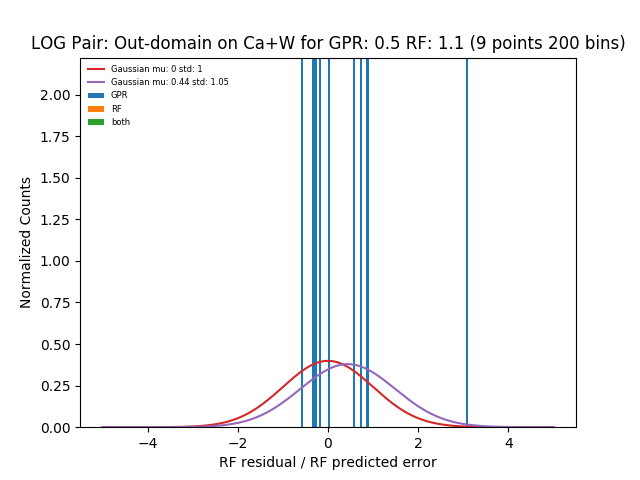 LOG Pair: Out-domain on Ca+W for GPR: 0.5 RF: 1.1 (9 points 200 bins)
Gaussian mu: 0 std: 1
Gaussian mu: 0.44 std: 1.05
GPR
RF
both
2.00
1.75
1.50
1.25
1.00
0.75
0.50
0.25
0.00
Normalized Counts
−4
−2
0
2
4
RF residual / RF predicted error